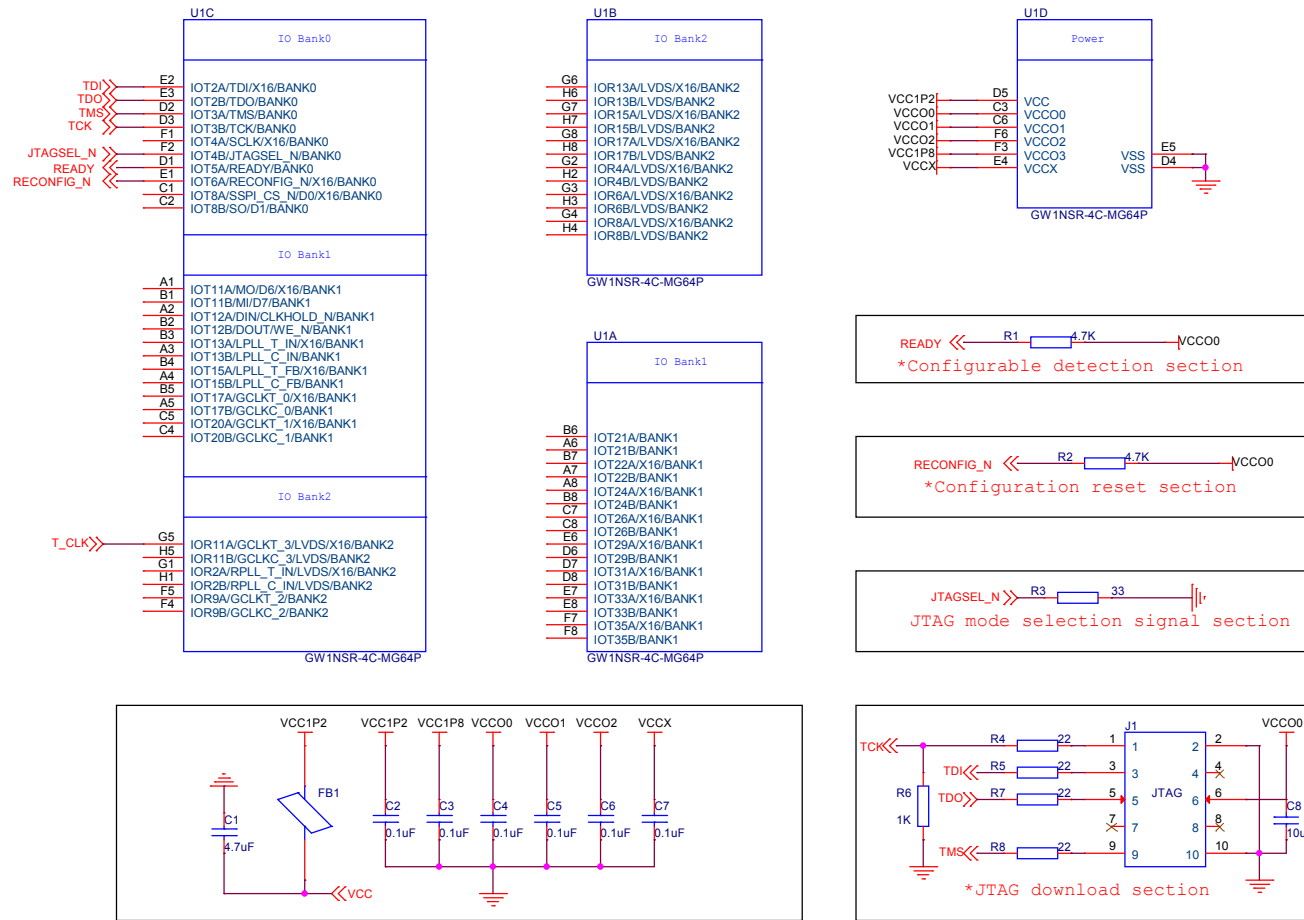 U1C
IO Bank0
TDI E2 IOT2A/TDI/X16/BANK0
TDO E3 IOT2B/TDO/BANK0
TMS D2 IOT3A/TMS/BANK0
TCK D3 IOT3B/TCK/BANK0
F1 IOT4A/SCLK/X16/BANK0
JTAGSEL_N F2 IOT4B/JTAGSEL_N/BANK0
READY D1 IOT5A/READY/BANK0
RECONFIG_N E1 IOT6A/RECONFIG_N/X16/BANK0
C1 IOT8A/SSPI_CS_N/D0/X16/BANK0
C2 IOT8B/SO/D1/BANK0
IO Bank1
A1 IOT11A/MO/D6/X16/BANK1
B1 IOT11B/MI/D7/BANK1
A2 IOT12A/DIN/CLKHOLD_N/BANK1
B2 IOT12B/DOUT/WE_N/BANK1
B3 IOT13A/LPLL_T_IN/X16/BANK1
A3 IOT13B/LPLL_C_IN/BANK1
B4 IOT15A/LPLL_T_FB/X16/BANK1
A4 IOT15B/LPLL_C_FB/BANK1
B5 IOT17A/GCLKT_0/X16/BANK1
A5 IOT17B/GCLKC_0/BANK1
C5 IOT20A/GCLKT_1/X16/BANK1
C4 IOT20B/GCLKC_1/BANK1
IO Bank2
T_CLK G5 IOR11A/GCLKT_3/LVDS/X16/BANK2
H5 IOR11B/GCLKC_3/LVDS/BANK2
G1 IOR2A/RPLL_T_IN/LVDS/X16/BANK2
H1 IOR2B/RPLL_C_IN/LVDS/BANK2
F5 IOR9A/GCLKT_2/BANK2
F4 IOR9B/GCLKC_2/BANK2
GW1NSR-4C-MG64P
U1B
IO Bank2
G6 IOR13A/LVDS/X16/BANK2
H6 IOR13B/LVDS/BANK2
G7 IOR15A/LVDS/X16/BANK2
H7 IOR15B/LVDS/BANK2
G8 IOR17A/LVDS/X16/BANK2
H8 IOR17B/LVDS/BANK2
G2 IOR4A/LVDS/X16/BANK2
H2 IOR4B/LVDS/BANK2
G3 IOR6A/LVDS/X16/BANK2
H3 IOR6B/LVDS/BANK2
G4 IOR8A/LVDS/X16/BANK2
H4 IOR8B/LVDS/BANK2
GW1NSR-4C-MG64P
U1A
IO Bank1
B6 IOT21A/BANK1
A6 IOT21B/BANK1
B7 IOT22A/X16/BANK1
A7 IOT22B/BANK1
A8 IOT24A/X16/BANK1
B8 IOT24B/BANK1
C7 IOT26A/X16/BANK1
C8 IOT26B/BANK1
E6 IOT29A/X16/BANK1
D6 IOT29B/BANK1
D7 IOT31A/X16/BANK1
D8 IOT31B/BANK1
E7 IOT33A/X16/BANK1
E8 IOT33B/BANK1
F7 IOT35A/X16/BANK1
F8 IOT35B/BANK1
GW1NSR-4C-MG64P
U1D
Power
VCC1P2 D5 VCC
VCCO0 C3 VCCO0
VCCO1 C6 VCCO1
VCCO2 F6 VCCO2
VCC1P8 F3 VCCO3 VSS E5
VCCX E4 VCCX VSS D4
GW1NSR-4C-MG64P
READY R1 4.7K VCCO0
*Configurable detection section
RECONFIG_N R2 4.7K VCCO0
*Configuration reset section
JTAGSEL_N R3 33
JTAG mode selection signal section
VCC1P2 VCC1P2 VCC1P8 VCCO0 VCCO1 VCCO2 VCCX
FB1
C1 C2 C3 C4 C5 C6 C7
4.7uF 0.1uF 0.1uF 0.1uF 0.1uF 0.1uF 0.1uF
VCC
J1 VCCO0
TCK R4 22 1 1 2 2
TDI R5 22 3 3 4 4
TDO R7 22 5 5 JTAG 6 6
R6 C8
1K 7 7 8 8
TMS R8 22 9 9 10 10
*JTAG download section